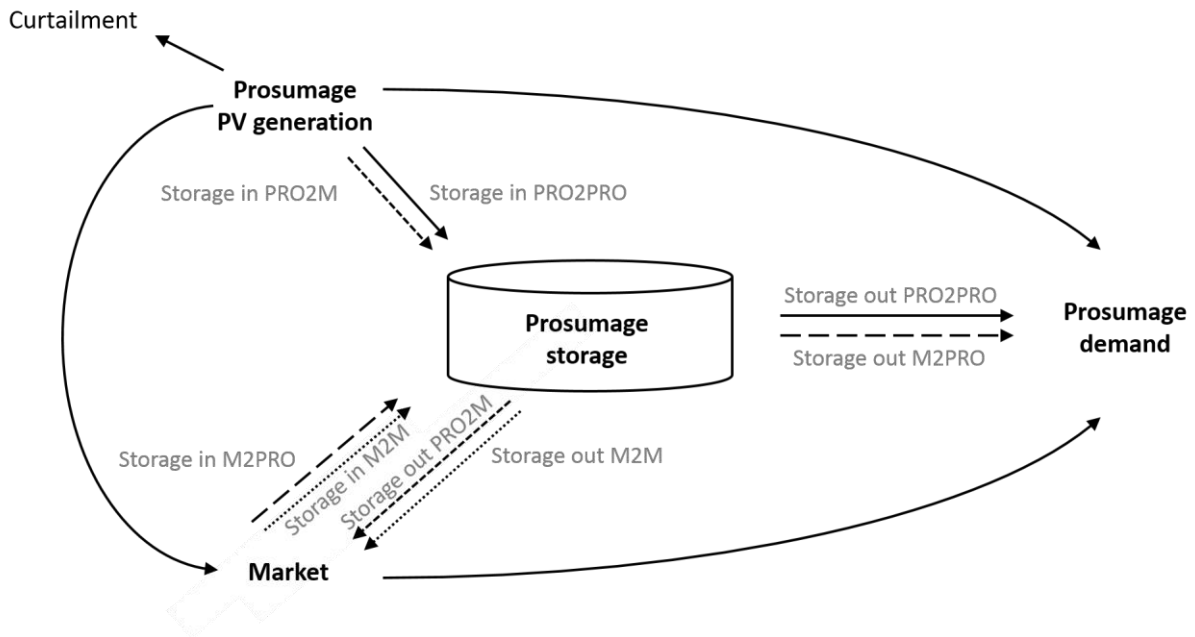 Curtailment
Prosumage
PV generation
Storage in PRO2M
Storage in PRO2PRO
Prosumage
storage
Storage out PRO2PRO
Storage out M2PRO
Prosumage
demand
Storage in M2PRO
Storage in M2M
Storage out PRO2M
Storage out M2M
Market